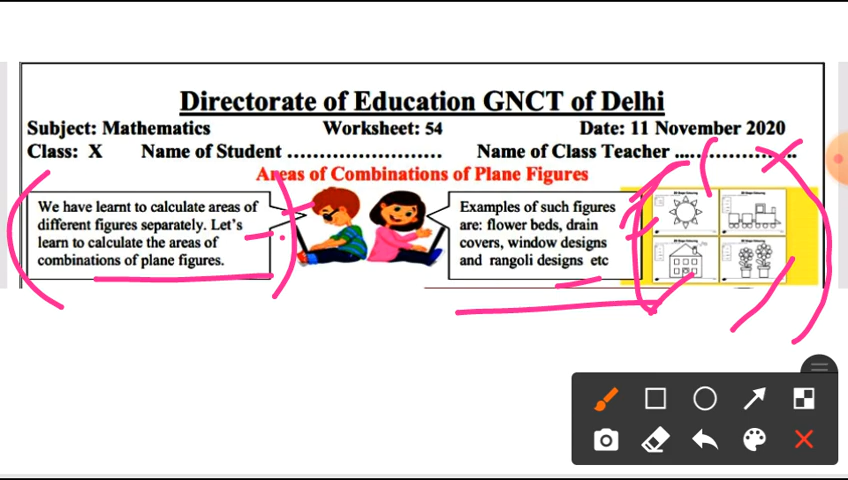 Directorate of Education GNCT of Delhi
Subject: Mathematics Worksheet: 54 Date: 11 November 2020
Class: X Name of Student ........................ Name of Class Teacher .....................
Areas of Combinations of Plane Figures
We have learnt to calculate areas of
different figures separately. Let's
learn to calculate the areas of
combinations of plane figures.
Examples of such figures
are: flower beds, drain
covers, window designs
and rangoli designs etc